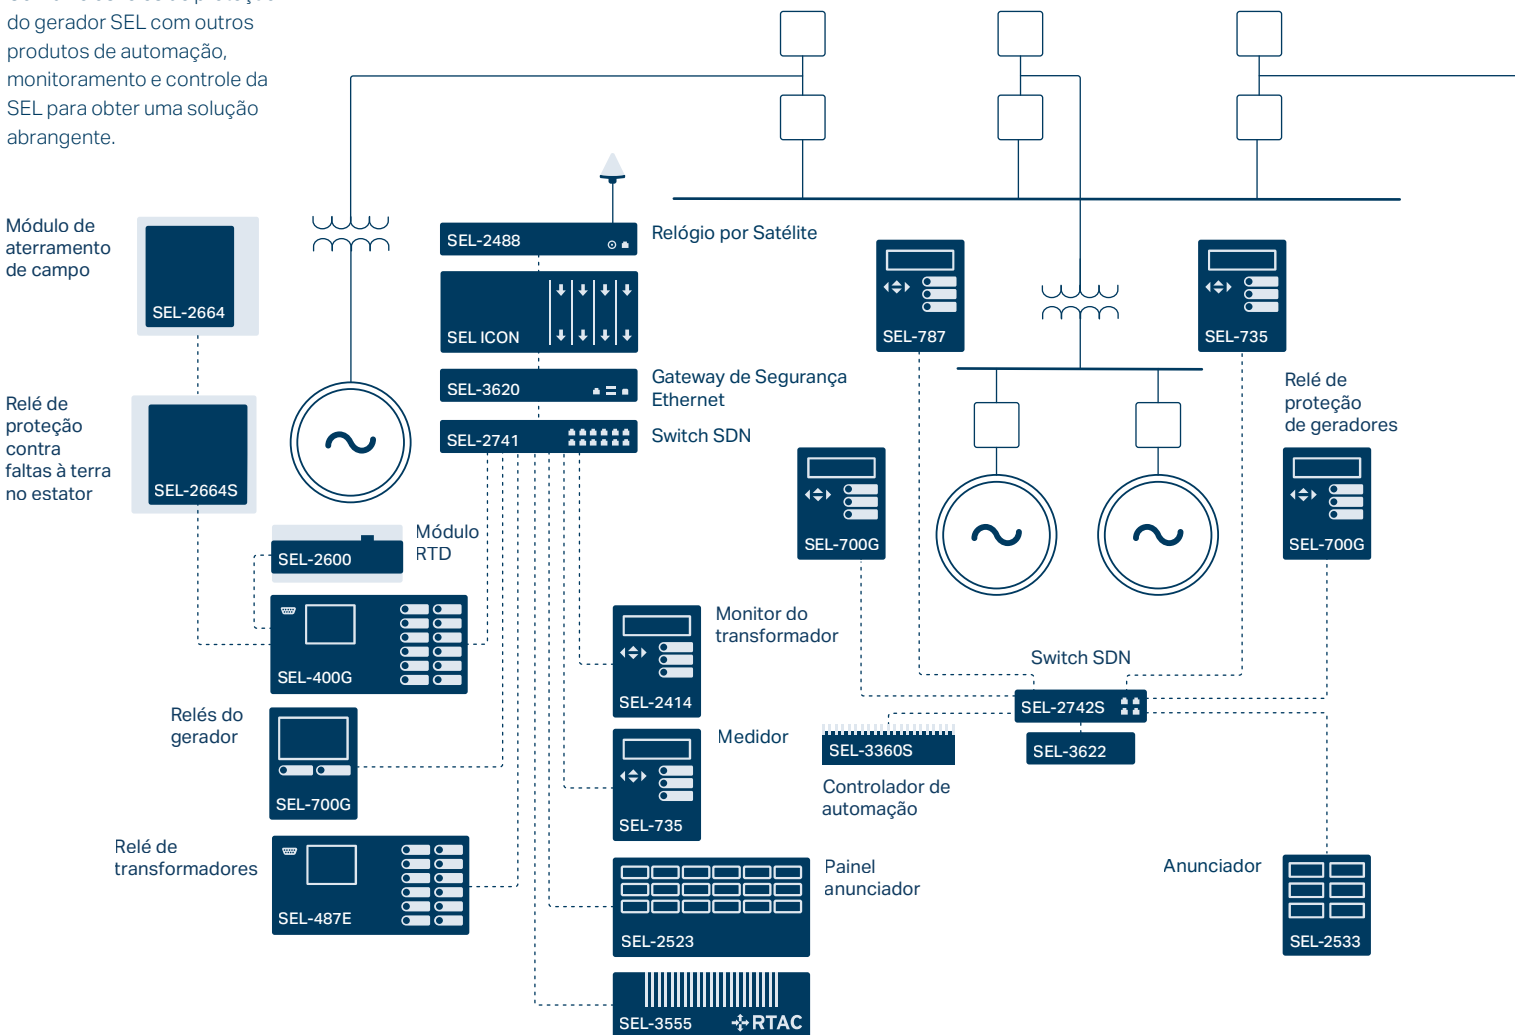 do gerador SEL com outros
produtos de automação,
monitoramento e controle da
SEL para obter uma solução
abrangente.
Módulo de
aterramento
de campo
SEL-2664
Relé de
proteção
contra
faltas à terra
no estator
SEL-2664S
SEL-2488
Relógio por Satélite
SEL ICON
SEL-3620
Gateway de Segurança
Ethernet
SEL-2741
Switch SDN
SEL-2600
Módulo
RTD
SEL-400G
Relés do
gerador
SEL-700G
Relé de
transformadores
SEL-487E
Monitor do
transformador
SEL-2414
Medidor
SEL-735
Painel
anunciador
SEL-2523
SEL-3555
RTAC
SEL-787
SEL-735
Relé de
proteção
de geradores
SEL-700G
SEL-700G
Switch SDN
SEL-2742S
SEL-3622
SEL-3360S
Controlador de
automação
Anunciador
SEL-2533